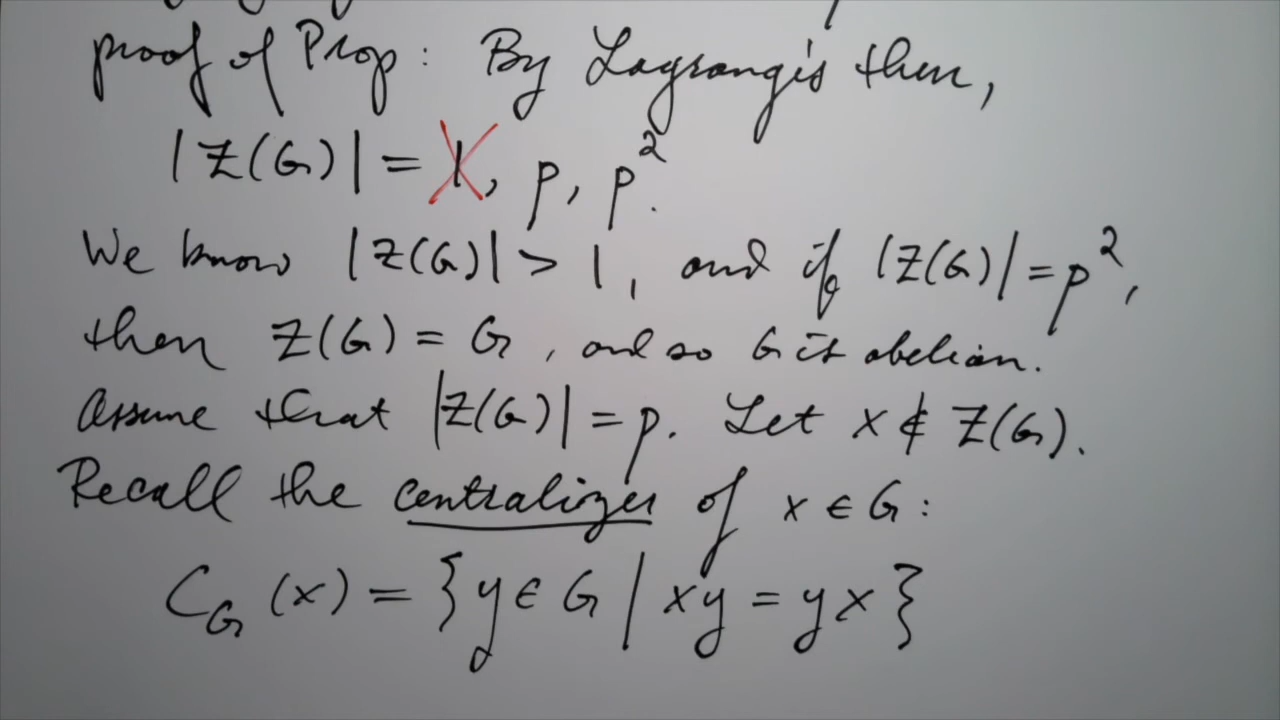 proof of Prop: By Lagrange's thm,
|Z(G)| = 1, p, p².
We know |Z(G)| > 1, and if |Z(G)| = p²,
then Z(G) = G, and so G is abelian.
Assume that |Z(G)| = p. Let x ∉ Z(G).
Recall the centralizer of x ∈ G:
C_G(x) = {y ∈ G | xy = yx}